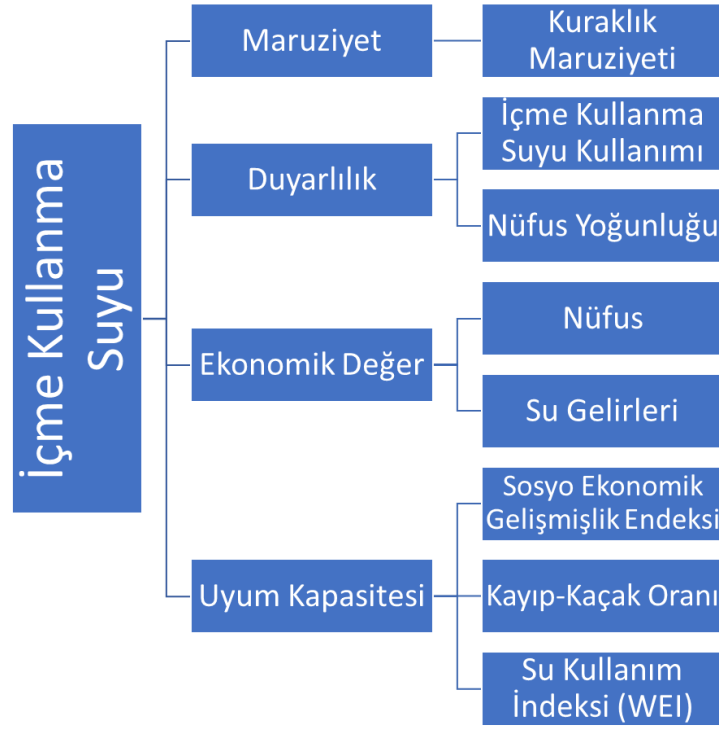 İçme Kullanma
Suyu
Maruziyet
Kuraklık
Maruziyeti
Duyarlılık
İçme Kullanma
Suyu Kullanımı
Nüfus Yoğunluğu
Ekonomik Değer
Nüfus
Su Gelirleri
Uyum Kapasitesi
Sosyo Ekonomik
Gelişmişlik Endeksi
Kayıp-Kaçak Oranı
Su Kullanım
İndeksi (WEI)